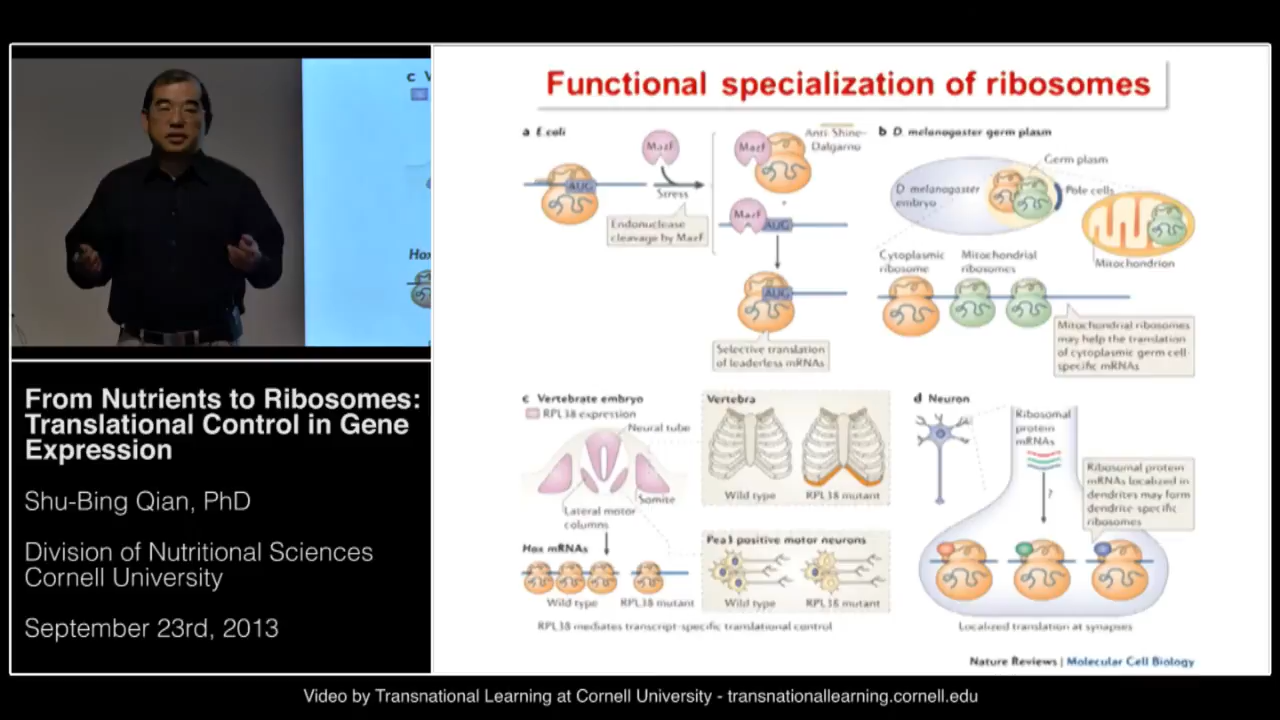 c V
Hox
From Nutrients to Ribosomes:
Translational Control in Gene
Expression
Shu-Bing Qian, PhD
Division of Nutritional Sciences
Cornell University
September 23rd, 2013
Functional specialization of ribosomes
a E.coli
MazF
AUG
Stress
Endonuclease
cleavage by MazF
MazF
Anti Shine-
Dalgarno
MazF
AUG
AUG
Selective translation
of leaderless mRNAs
b D. melanogaster germ plasm
Germ plasm
D. melanogaster
embryo
Pole cells
Mitochondrion
Cytoplasmic
ribosome
Mitochondrial
ribosomes
Mitochondrial ribosomes
may help the translation
of cytoplasmic germ cell-
specific mRNAs
c Vertebrate embryo
RPL38 expression
Neural tube
Somite
Lateral motor
columns
Hox mRNAs
Wild type
RPL38 mutant
Vertebra
Wild type
RPL38 mutant
Pea3 positive motor neurons
Wild type
RPL38 mutant
RPL38 mediates transcript-specific translational control
d Neuron
Ribosomal
protein
mRNAs
?
Ribosomal protein
mRNAs localized in
dendrites may form
dendrite-specific
ribosomes
Localized translation at synapses
Nature Reviews | Molecular Cell Biology
Video by Transnational Learning at Cornell University - transnationallearning.cornell.edu